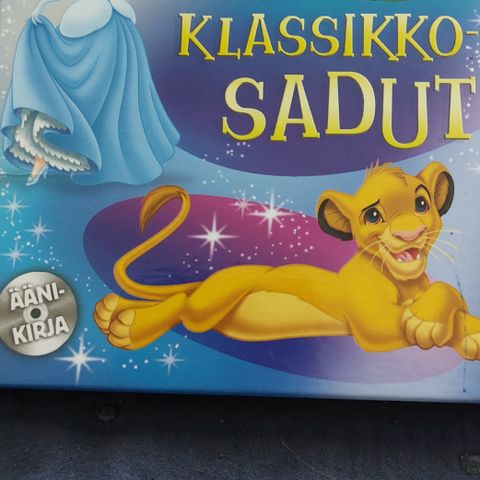 KLASSIKKO-
SADUT
ÄÄNI-
KIRJA